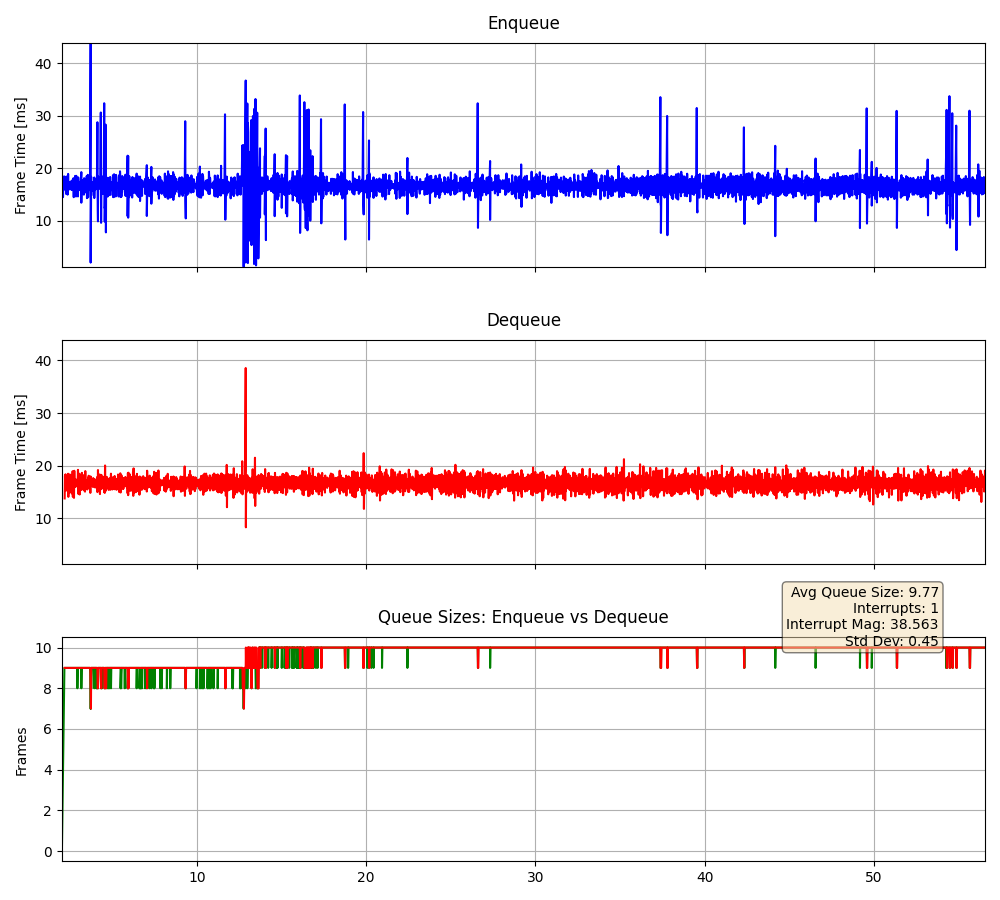 Enqueue
Frame Time [ms]
40
30
20
10
Dequeue
Frame Time [ms]
40
30
20
10
Avg Queue Size: 9.77
Interrupts: 1
Interrupt Mag: 38.563
Std Dev: 0.45
Queue Sizes: Enqueue vs Dequeue
Frames
10
8
6
4
2
0
10 20 30 40 50